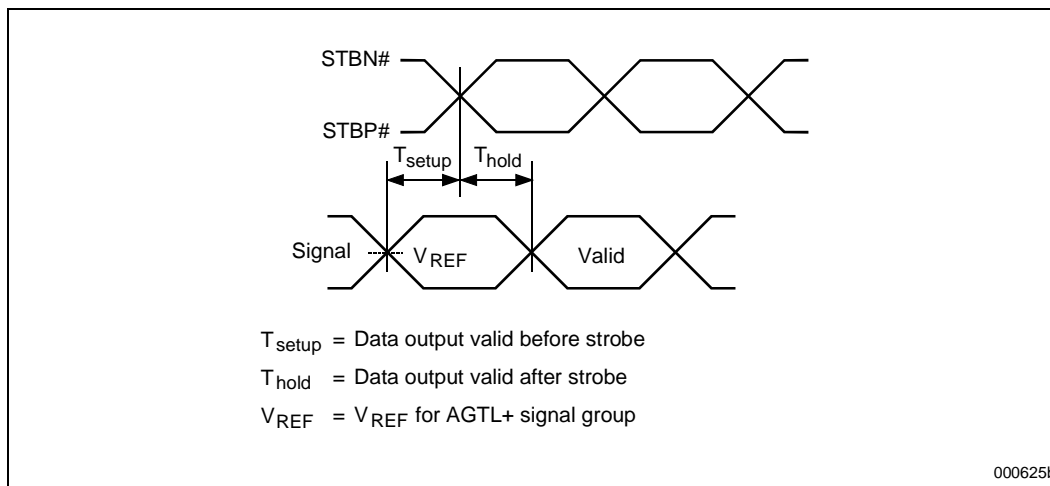 STBN#
STBP#
Tsetup Thold
Signal VREF Valid
Tsetup = Data output valid before strobe
Thold = Data output valid after strobe
VREF = VREF for AGTL+ signal group